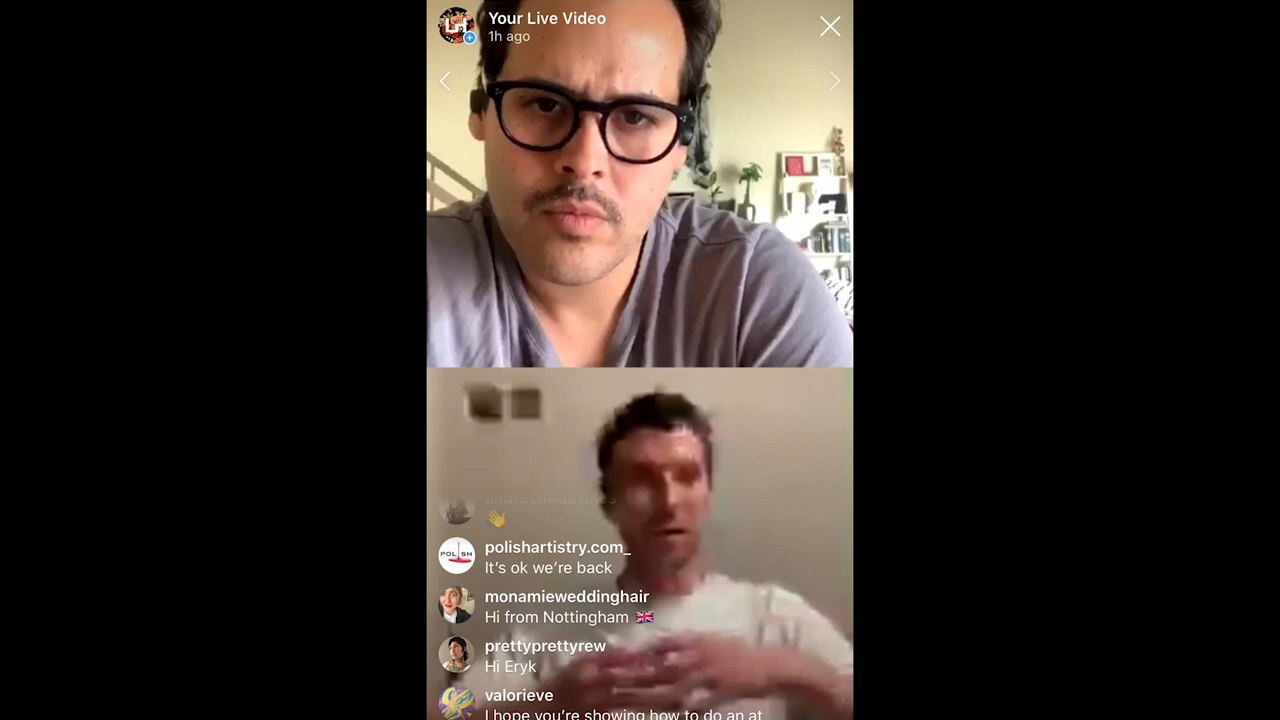 Your Live Video
1h ago
👋
polishartistry.com_
It's ok we're back
monamieweddinghair
Hi from Nottingham 🇬🇧
prettyprettyrew
Hi Eryk
valorieve
I hope you're showing how to do an at
POLISH